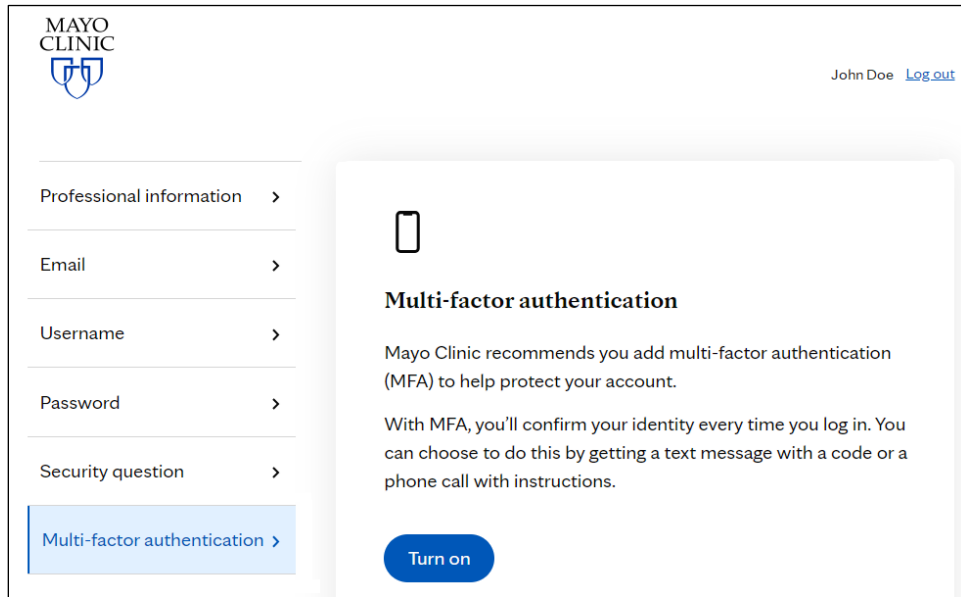 MAYO
CLINIC
John Doe Log out
Professional information
Email
Username
Password
Security question
Multi-factor authentication
Multi-factor authentication
Mayo Clinic recommends you add multi-factor authentication
(MFA) to help protect your account.
With MFA, you’ll confirm your identity every time you log in. You
can choose to do this by getting a text message with a code or a
phone call with instructions.
Turn on